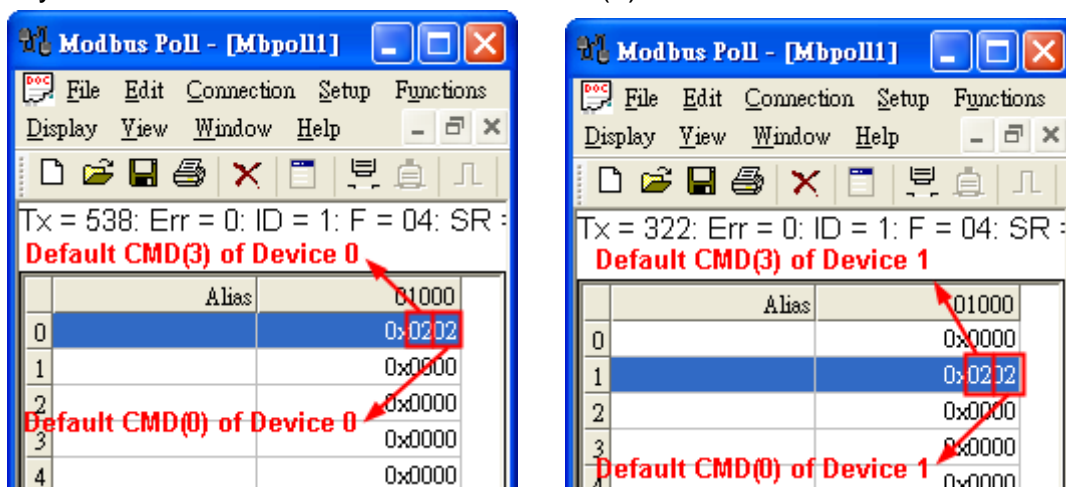 Modbus Poll - [Mbpoll1]
File Edit Connection Setup Functions
Display View Window Help
Tx = 538: Err = 0: ID = 1: F = 04: SR
Default CMD(3) of Device 0
Alias 01000
0 0x0202
1 0x0000
2 0x0000
Default CMD(0) of Device 0
3 0x0000
4 0x0000
Modbus Poll - [Mbpoll1]
DOC File Edit Connection Setup Functions
Display View Window Help
Tx = 322: Err = 0: ID = 1: F = 04: SR
Default CMD(3) of Device 1
Alias 01000
0 0x0000
1 0x0202
2 0x0000
3 0x0000
Default CMD(0) of Device 1
4 0x0000